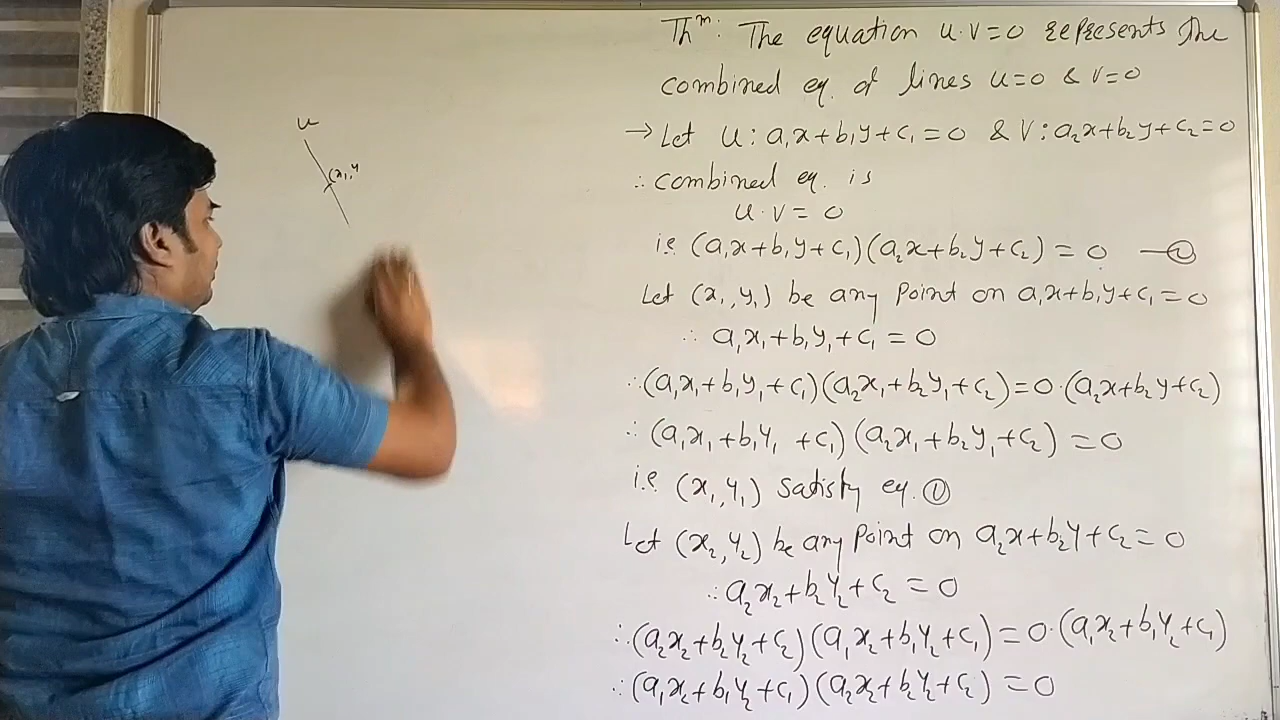 u
(x₁,y
Thᵐ: The equation u·v=0 represents the
combined eq. of lines u=0 & v=0
→ Let u: a₁x+b₁y+c₁=0 & v: a₂x+b₂y+c₂=0
∴ combined eq. is
u·v=0
i.e (a₁x+b₁y+c₁)(a₂x+b₂y+c₂)=0 —①
Let (x₁,y₁) be any point on a₁x+b₁y+c₁=0
∴ a₁x₁+b₁y₁+c₁=0
∴(a₁x₁+b₁y₁+c₁)(a₂x₁+b₂y₁+c₂)=0·(a₂x+b₂y+c₂)
∴ (a₁x₁+b₁y₁+c₁)(a₂x₁+b₂y₁+c₂)=0
i.e. (x₁,y₁) satisfy eq. ①
Let (x₂,y₂) be any point on a₂x+b₂y+c₂=0
∴ a₂x₂+b₂y₂+c₂=0
∴(a₂x₂+b₂y₂+c₂)(a₁x₂+b₁y₂+c₁)=0·(a₁x₂+b₁y₂+c₁)
∴(a₁x₂+b₁y₂+c₁)(a₂x₂+b₂y₂+c₂)=0